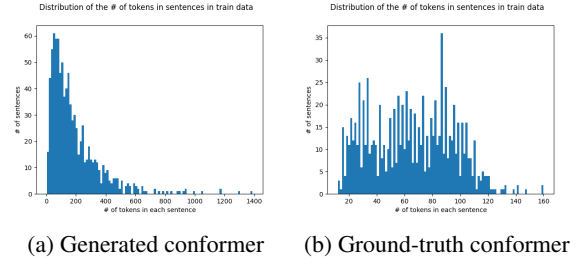 Distribution of the # of tokens in sentences in train data
60
50
40
30
20
10
0
# of sentences
0 200 400 600 800 1000 1200 1400
# of tokens in each sentence
(a) Generated conformer
Distribution of the # of tokens in sentences in train data
35
30
25
20
15
10
5
0
# of sentences
20 40 60 80 100 120 140 160
# of tokens in each sentence
(b) Ground-truth conformer